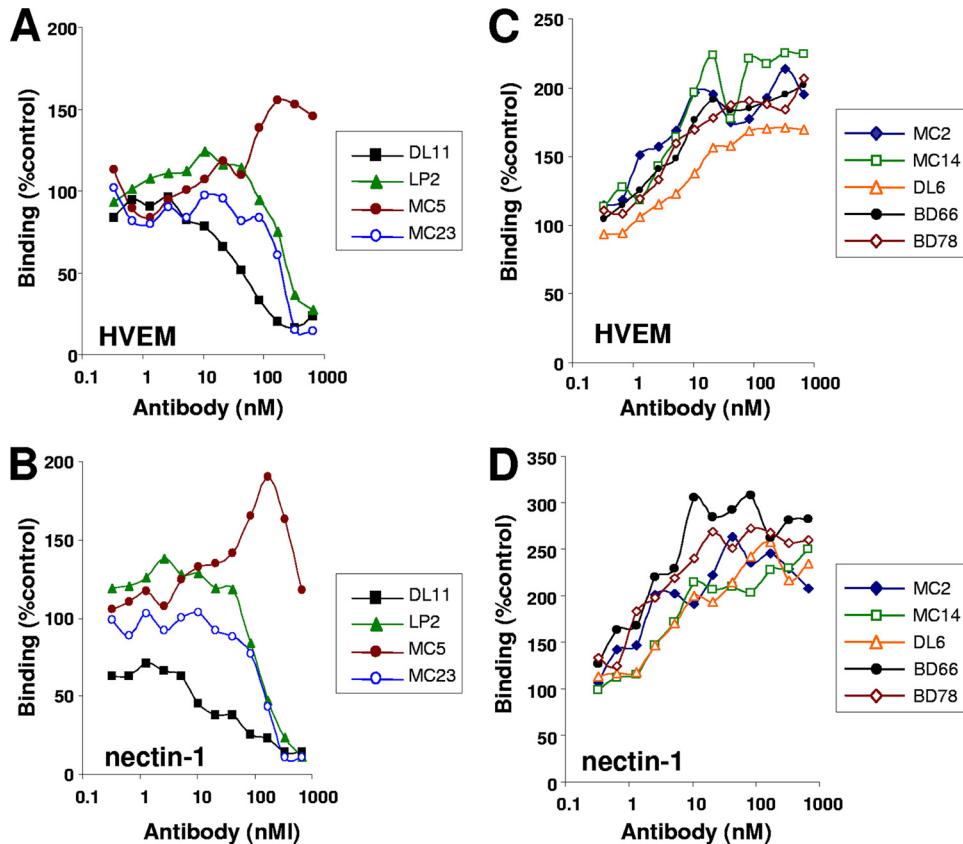 A
Binding (%control)
200
150
100
50
0
0.1
1
10
100
1000
Antibody (nM)
HVEM
DL11
LP2
MC5
MC23
C
Binding (%control)
250
200
150
100
50
0
0.1
1
10
100
1000
Antibody (nM)
HVEM
MC2
MC14
DL6
BD66
BD78
B
Binding (%control)
200
150
100
50
0
0.1
1
10
100
1000
Antibody (nMl)
nectin-1
DL11
LP2
MC5
MC23
D
Binding (%control)
350
300
250
200
150
100
50
0
0.1
1
10
100
1000
Antibody (nM)
nectin-1
MC2
MC14
DL6
BD66
BD78